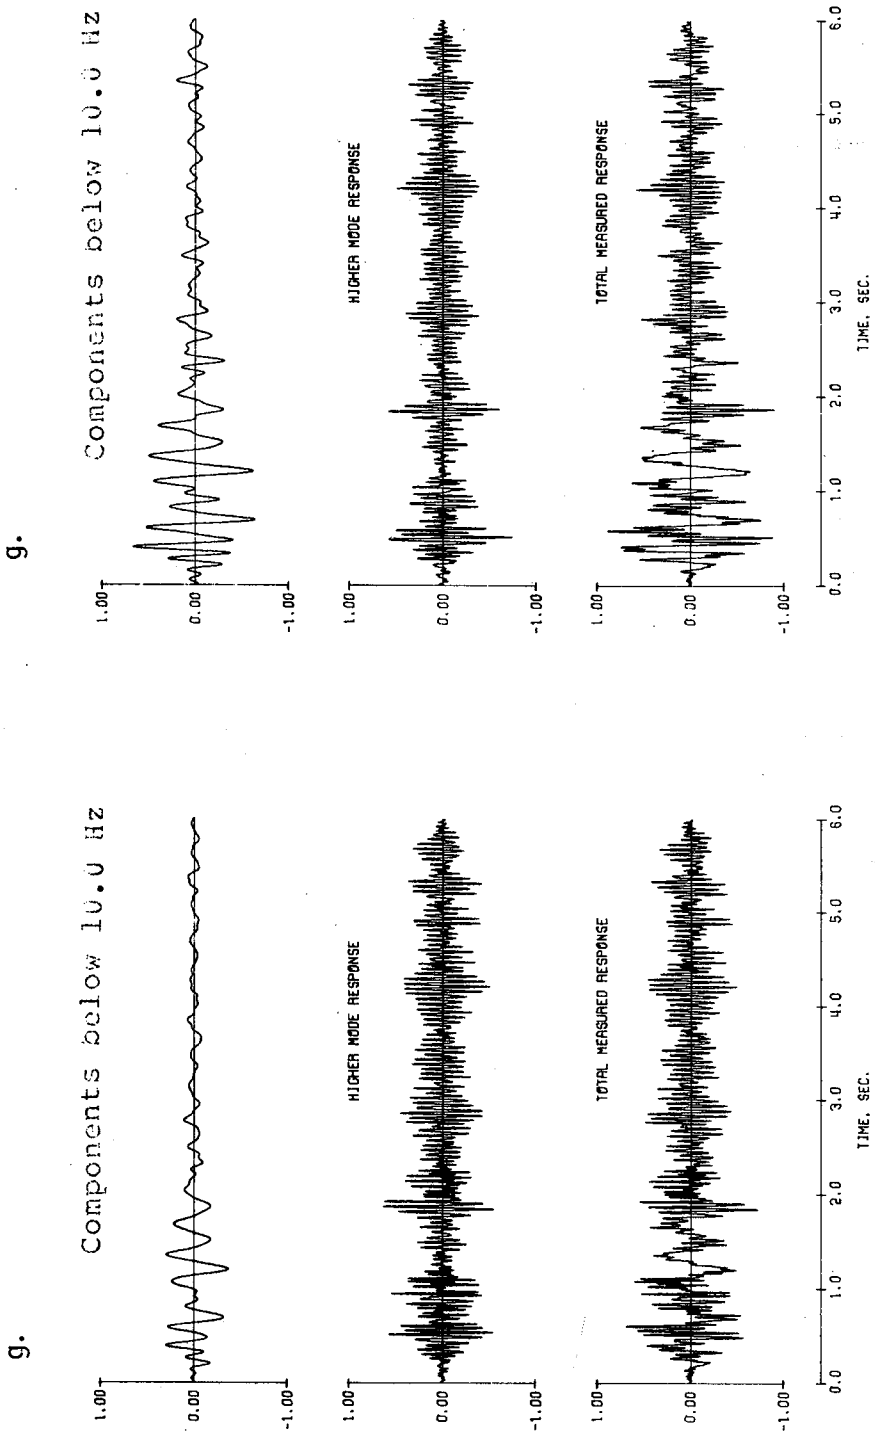 g.
Components below 10.0 Hz
1.00
0.00
-1.00
HIGHER MODE RESPONSE
1.00
0.00
-1.00
TOTAL MEASURED RESPONSE
1.00
0.00
-1.00
0.0 1.0 2.0 3.0 4.0 5.0 6.0
TIME, SEC.
g.
Components below 10.0 Hz
1.00
0.00
-1.00
HIGHER MODE RESPONSE
1.00
0.00
-1.00
TOTAL MEASURED RESPONSE
1.00
0.00
-1.00
0.0 1.0 2.0 3.0 4.0 5.0 6.0
TIME, SEC.